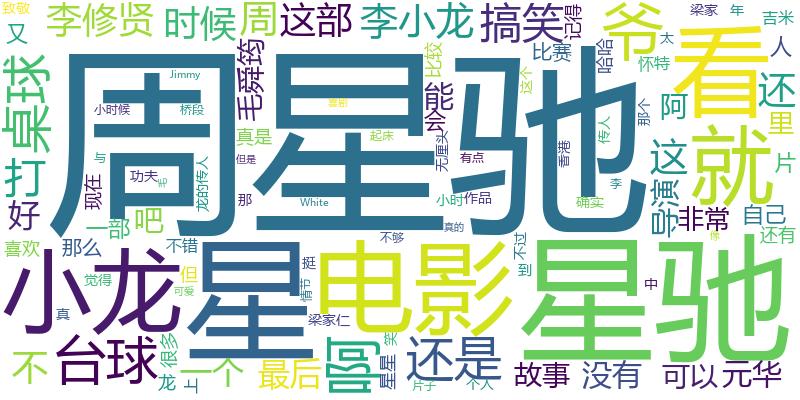 致敬
李修贤
时候
周
这部
李小龙
搞笑
记得
爷
梁家
年
吉米
又
毛舜筠
比较
比赛
哈哈
怀特
太
人
看
还
桌球
Jimmy
小时候
桥段
周星驰
能
会
这个
阿
里
真是
喜剧
起床
无厘头
有点
香港
传人
那个
就
片
打
与
但是
功夫
毛
现在
龙的传人
那
White
小时
作品
确实
李
这
导演
好
一部
吧
真的
非常
自己
喜欢
那么
不错
不够
不过
你
还有
小龙
星
电影
星驰
觉得
但
可爱
挺
情节
到
中
真
梁家仁
不
台球
很多
龙
上
一个
最后
啊
笑
星星
还是
片子
个人
故事
没有
可以
元华